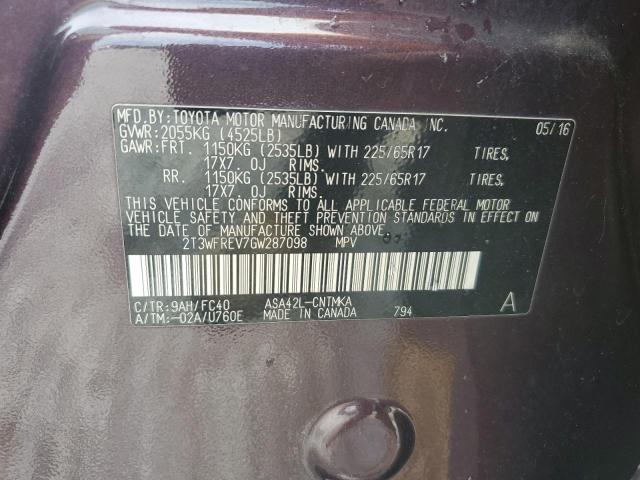 MFD. BY: TOYOTA MOTOR MANUFACTURING CANADA INC. 05/16
GVWR: 2055KG (4525LB)
GAWR: FRT. 1150KG (2535LB) WITH 225/65R17 TIRES,
17X7.0J RIMS.
RR. 1150KG (2535LB) WITH 225/65R17 TIRES,
17X7.0J RIMS.
THIS VEHICLE CONFORMS TO ALL APPLICABLE FEDERAL MOTOR
VEHICLE SAFETY AND THEFT PREVENTION STANDARDS IN EFFECT ON
THE DATE OF MANUFACTURE SHOWN ABOVE.
2T3WFREV7GW287098 MPV
C/TR: 9AH/FC40 ASA42L-CNTMKA A
A/TM: -02A/U760E MADE IN CANADA 794